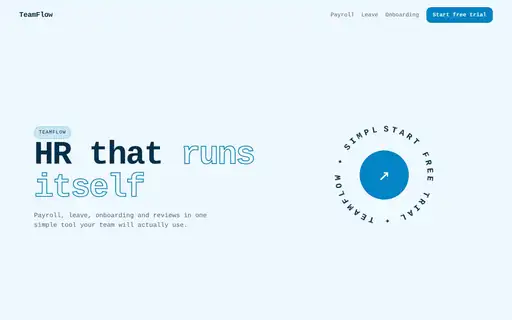 TeamFlow
Payroll Leave Onboarding Start free trial
TEAMFLOW
HR that runs
itself
Payroll, leave, onboarding and reviews in one
simple tool your team will actually use.
START FREE TRIAL • TEAMFLOW • SIMPL
↗